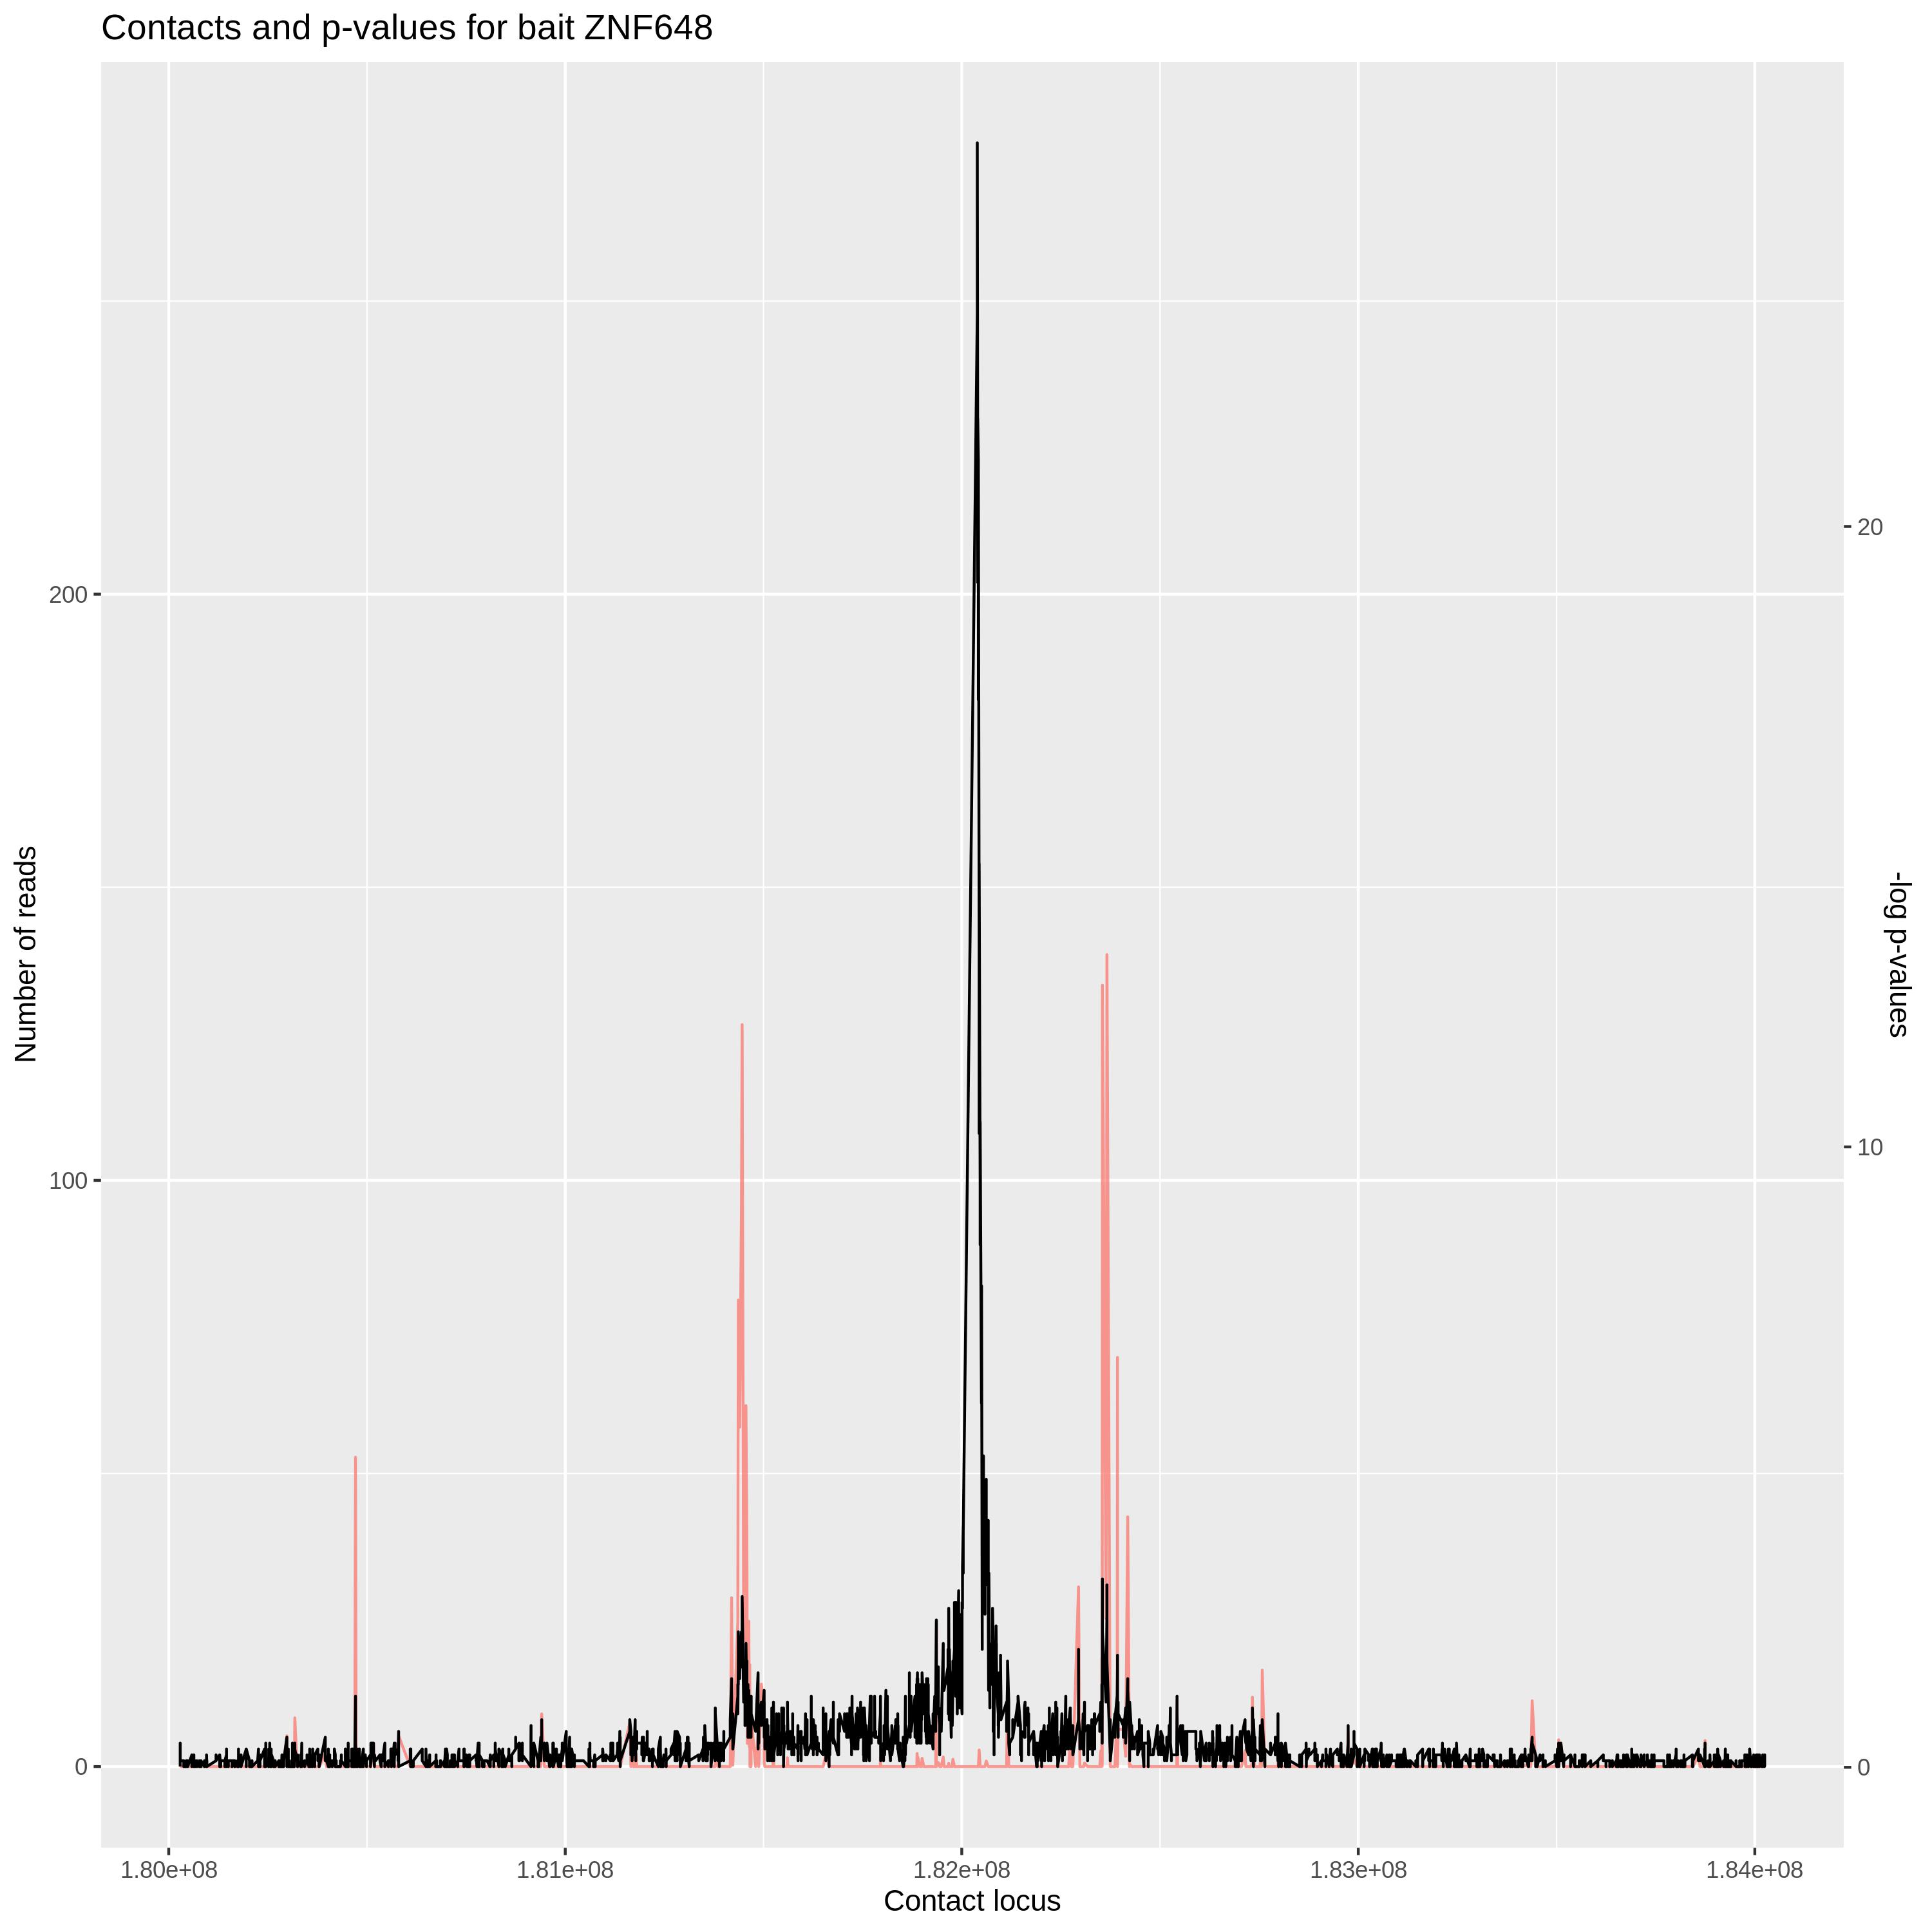 Contacts and p-values for bait ZNF648
Number of reads
200
100
0
20
10
0
-log p-values
1.80e+08
1.81e+08
1.82e+08
1.83e+08
1.84e+08
Contact locus